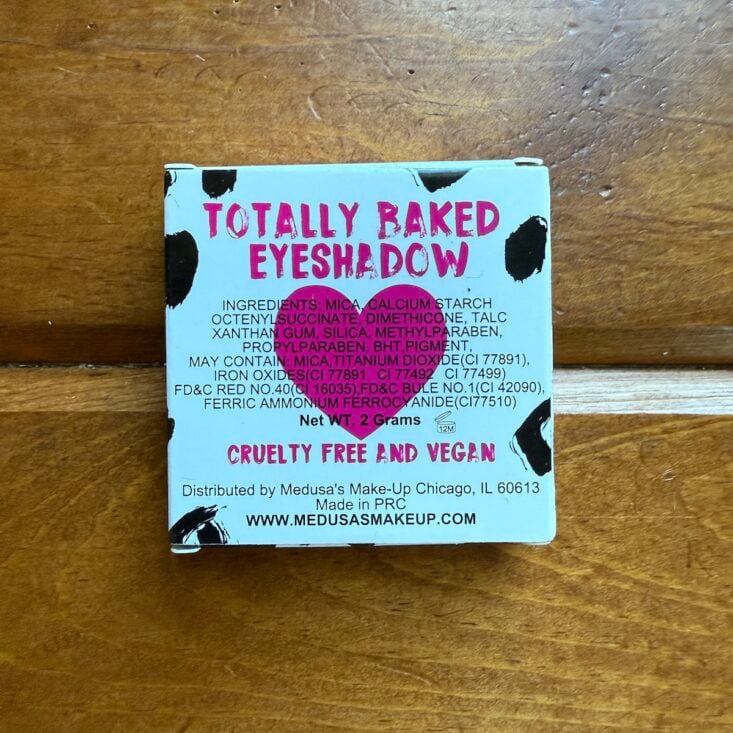 TOTALLY BAKED
EYESHADOW
INGREDIENTS: MICA, CALCIUM STARCH
OCTENYLSUCCINATE, DIMETHICONE, TALC
XANTHAN GUM, SILICA, METHYLPARABEN,
PROPYLPARABEN, BHT,PIGMENT,
MAY CONTAIN: MICA,TITANIUM DIOXIDE(CI 77891),
IRON OXIDES(CI 77891 CI 77492 CI 77499)
FD&C RED NO.40(CI 16035),FD&C BULE NO.1(CI 42090),
FERRIC AMMONIUM FERROCYANIDE(CI77510)
Net WT. 2 Grams 12M
CRUELTY FREE AND VEGAN
Distributed by Medusa's Make-Up Chicago, IL 60613
Made in PRC
WWW.MEDUSASMAKEUP.COM